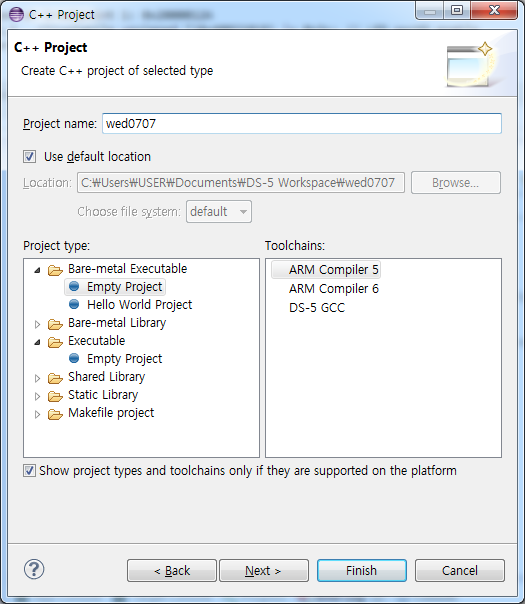 C++ Project
C++ Project
Create C++ project of selected type
Project name: wed0707
Use default location
Location: C:₩Users₩USER₩Documents₩DS-5 Workspace₩wed0707 Browse...
Choose file system: default
Project type: Toolchains:
Bare-metal Executable ARM Compiler 5
Empty Project ARM Compiler 6
Hello World Project DS-5 GCC
Bare-metal Library
Executable
Empty Project
Shared Library
Static Library
Makefile project
Show project types and toolchains only if they are supported on the platform
? < Back Next > Finish Cancel